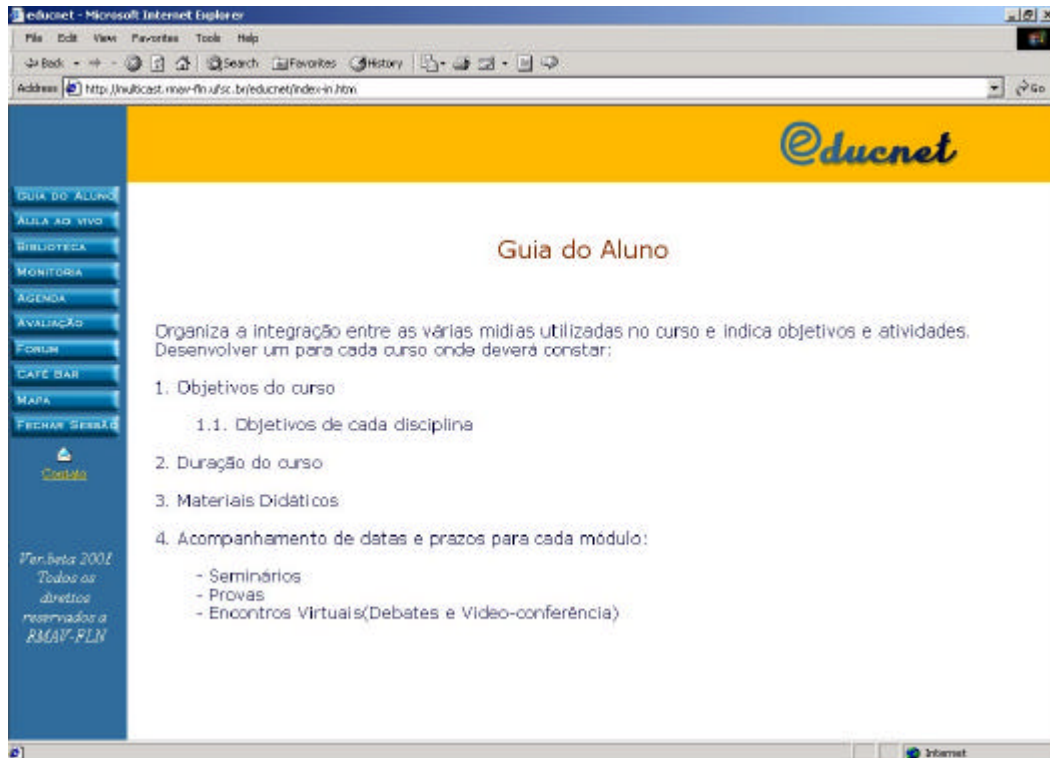 educnet - Microsoft Internet Explorer
File Edit View Favorites Tools Help
Back Search Favorites History
Address http://multicast.rmav-fln.ufsc.br/educnet/index-in.htm Go
educnet
GUIA DO ALUNO
AULA AO VIVO
BIBLIOTECA
MONITORIA
AGENDA
AVALIAÇÃO
FORUM
CAFÉ BAR
MAPA
FECHAR SESSÃO
Contato
Ver.beta 2001
Todos os
direitos
reservados a
RMAV-FLN
Guia do Aluno
Organiza a integração entre as várias mídias utilizadas no curso e indica objetivos e atividades.
Desenvolver um para cada curso onde deverá constar:
1. Objetivos do curso
1.1. Objetivos de cada disciplina
2. Duração do curso
3. Materiais Didáticos
4. Acompanhamento de datas e prazos para cada módulo:
- Seminários
- Provas
- Encontros Virtuais(Debates e Video-conferência)
Internet